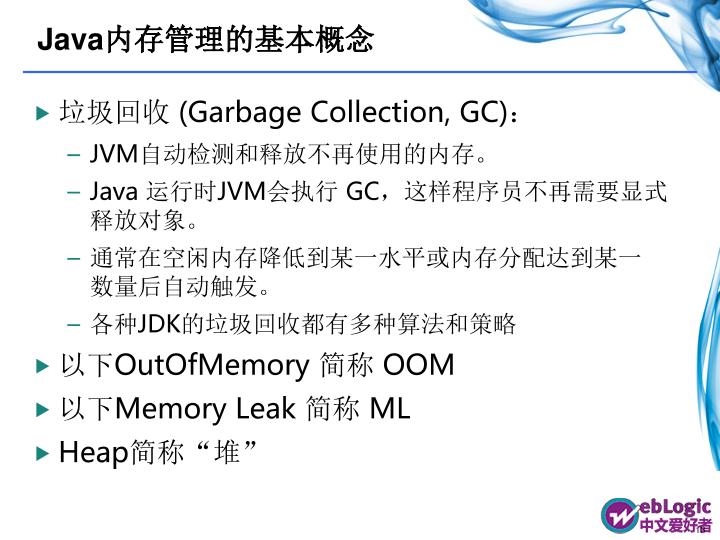 Java内存管理的基本概念
垃圾回收 (Garbage Collection, GC)：
– JVM自动检测和释放不再使用的内存。
– Java 运行时JVM会执行 GC，这样程序员不再需要显式
释放对象。
– 通常在空闲内存降低到某一水平或内存分配达到某一
数量后自动触发。
– 各种JDK的垃圾回收都有多种算法和策略
以下OutOfMemory 简称 OOM
以下Memory Leak 简称 ML
Heap简称“堆”
WebLogic
中文爱好者